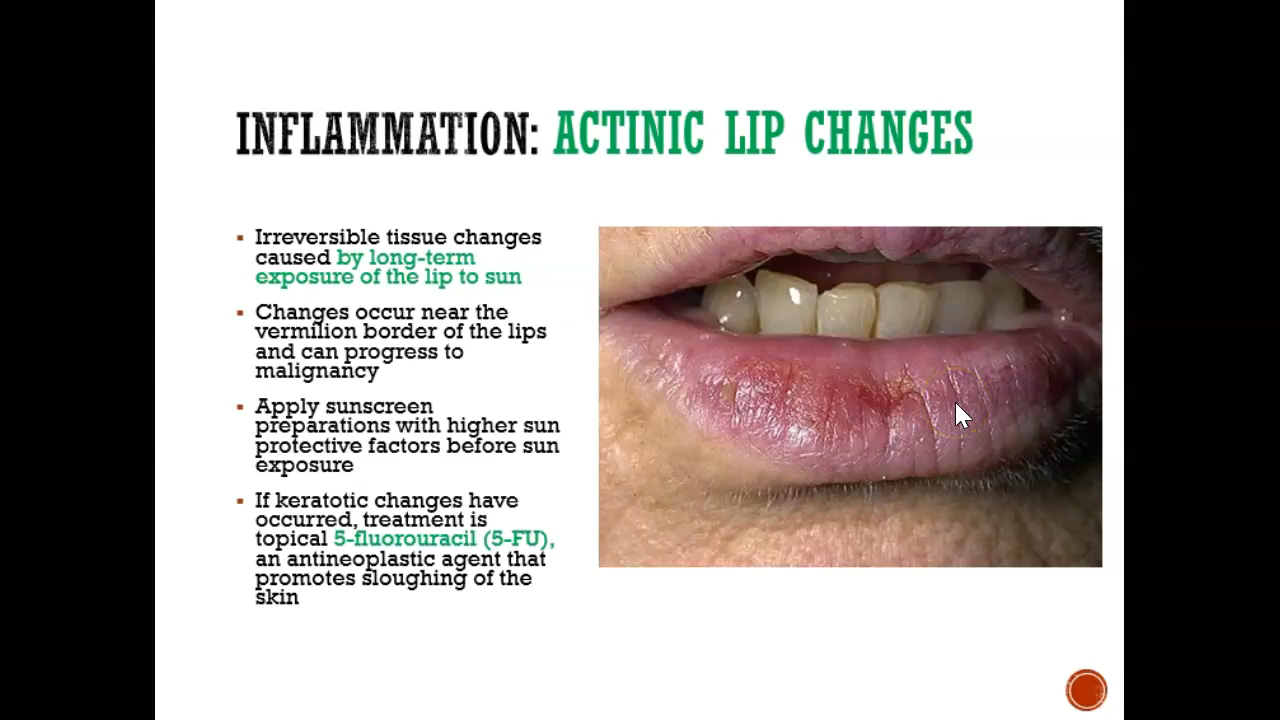 INFLAMMATION: ACTINIC LIP CHANGES
▪ Irreversible tissue changes
caused by long-term
exposure of the lip to sun
▪ Changes occur near the
vermilion border of the lips
and can progress to
malignancy
▪ Apply sunscreen
preparations with higher sun
protective factors before sun
exposure
▪ If keratotic changes have
occurred, treatment is
topical 5-fluorouracil (5-FU),
an antineoplastic agent that
promotes sloughing of the
skin